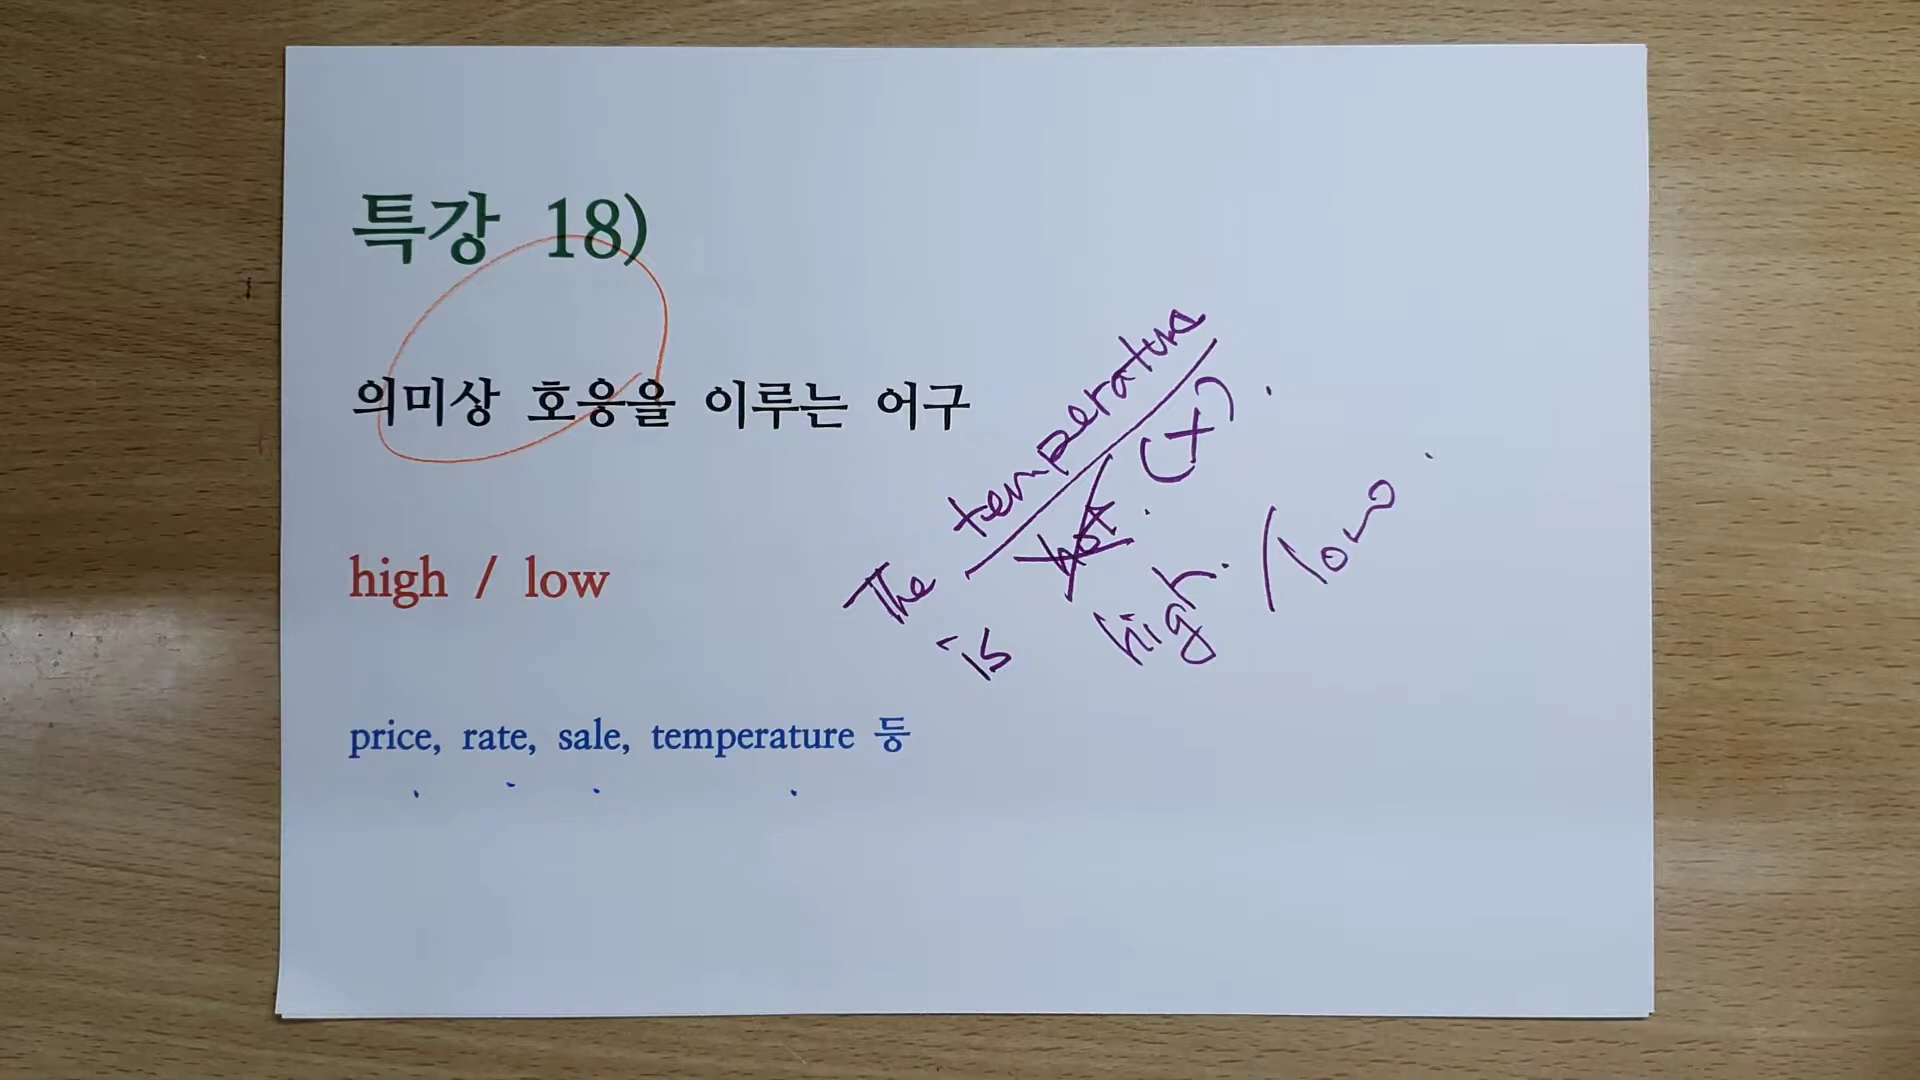 특강 18)
의미상 호응을 이루는 어구
high / low
price, rate, sale, temperature 등
The temperature
is hot. (x).
high. / low.